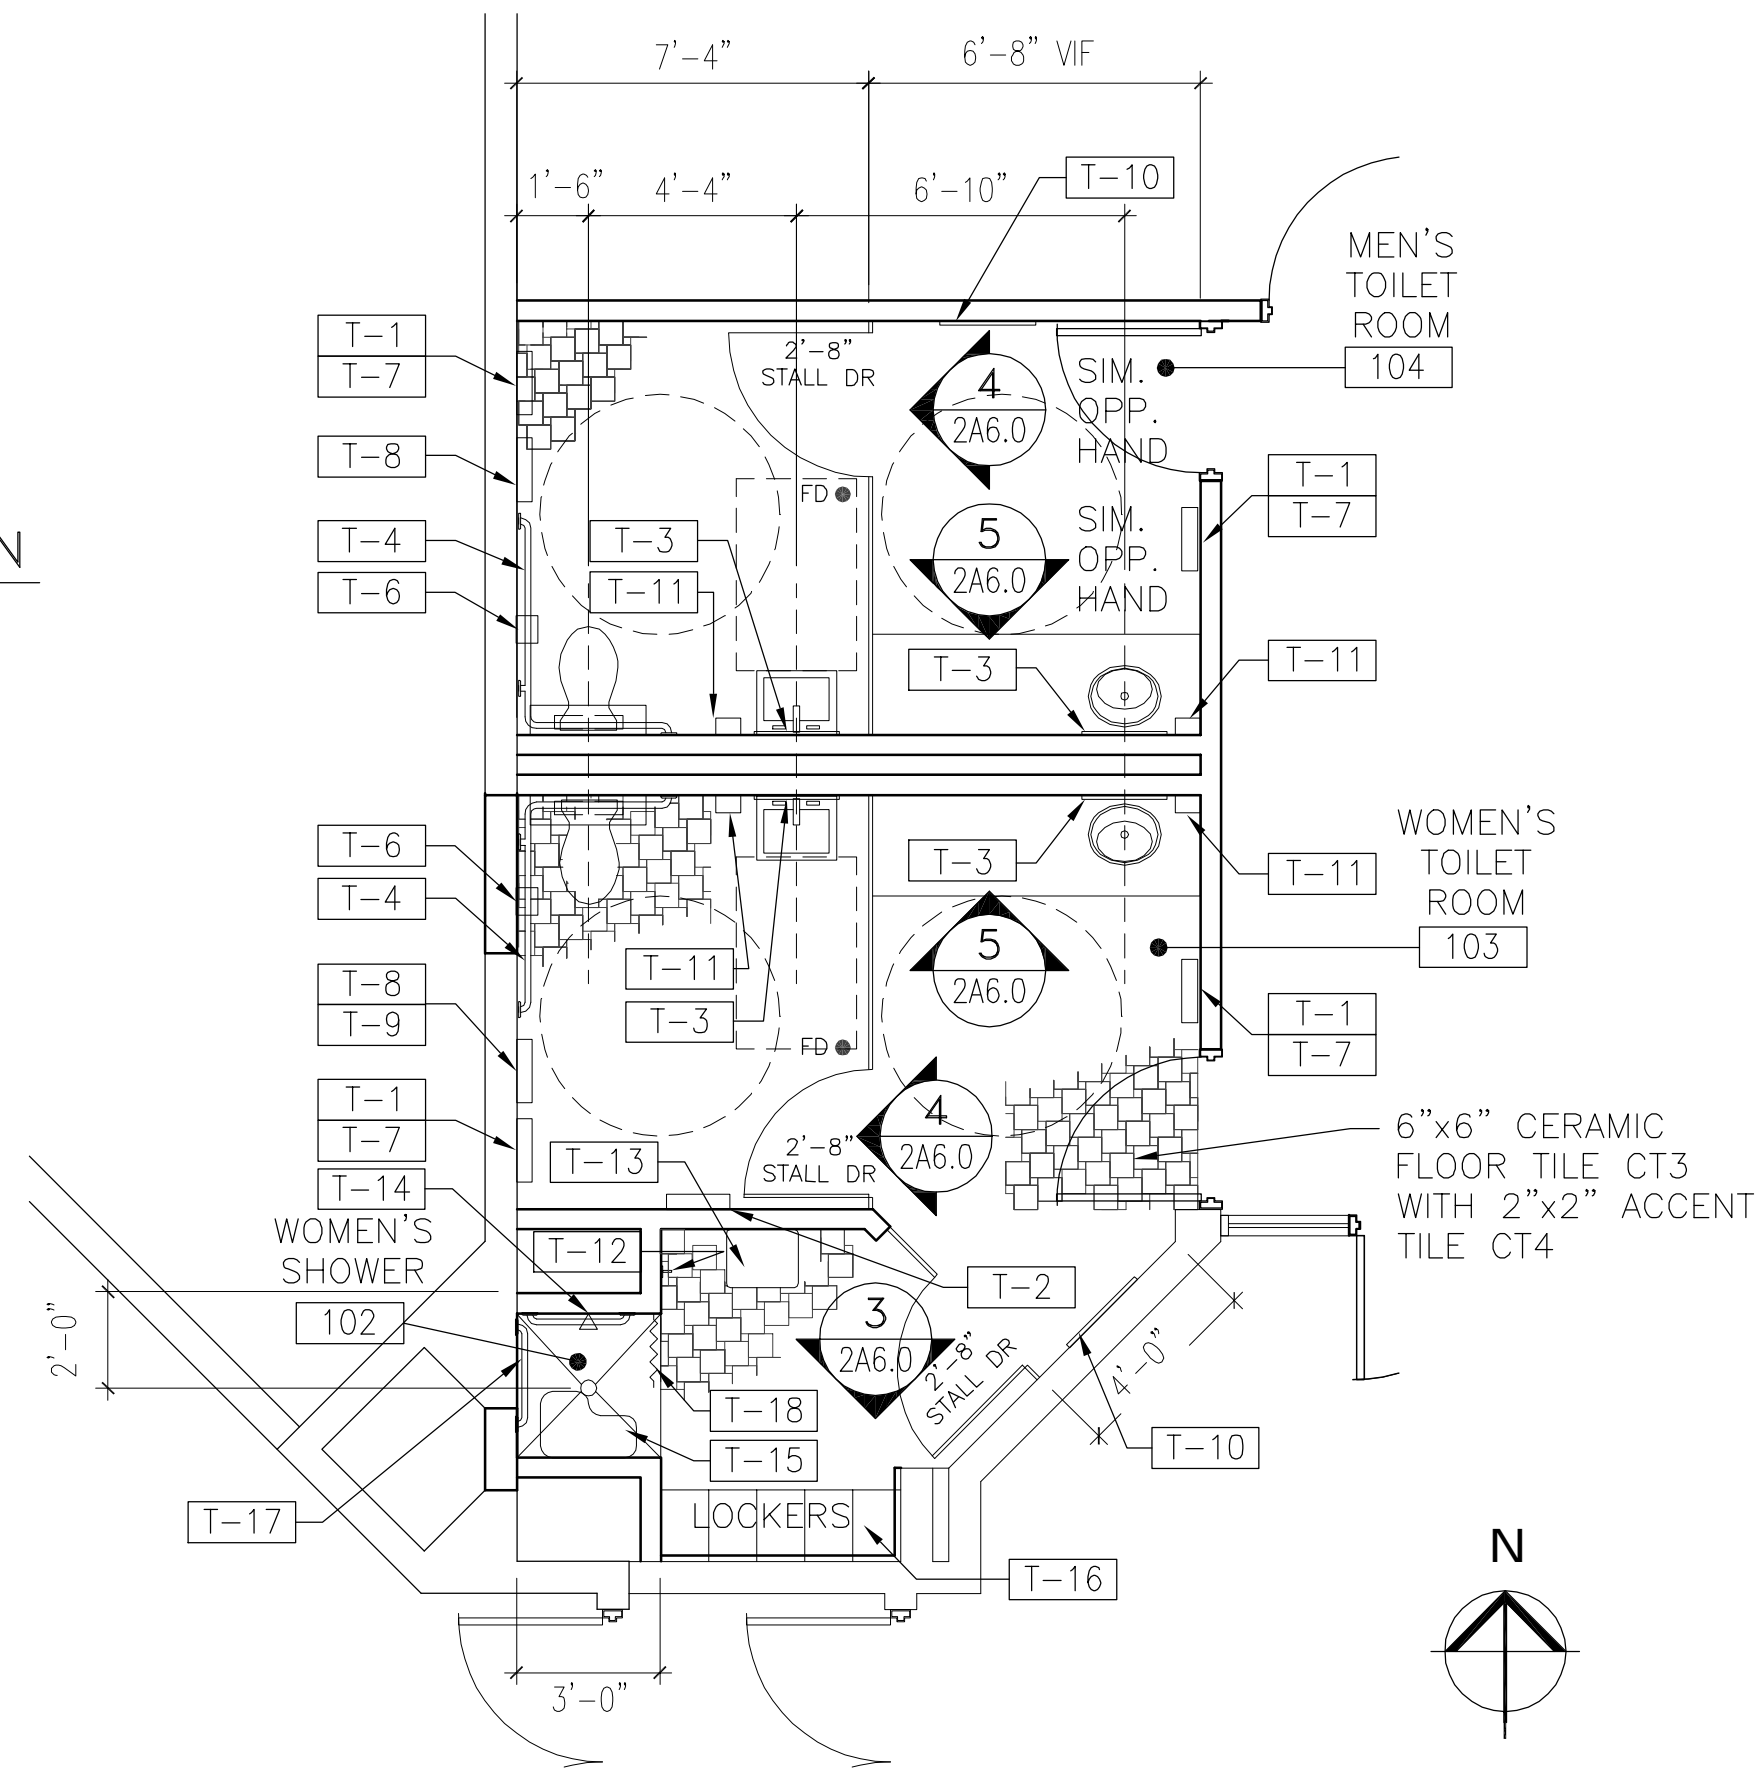 7'-4"
6'-8" VIF
1'-6"
4'-4"
6'-10"
T-10
MEN'S
TOILET
ROOM
104
T-1
T-7
2'-8"
STALL DR
4
2A6.0
SIM.
OPP.
HAND
T-8
FD
T-1
T-7
N
T-4
T-3
5
2A6.0
SIM.
OPP.
HAND
T-6
T-11
T-3
T-11
WOMEN'S
TOILET
ROOM
103
T-6
T-3
T-11
T-4
T-11
5
2A6.0
T-8
T-9
T-3
FD
T-1
T-7
T-1
T-7
4
2A6.0
2'-8"
STALL DR
T-13
6"x6" CERAMIC
FLOOR TILE CT3
WITH 2"x2" ACCENT
TILE CT4
T-14
WOMEN'S
SHOWER
T-12
T-2
102
2'-0"
3
2A6.0
2'-8"
STALL DR
4'-0"
T-18
T-15
T-10
T-17
LOCKERS
T-16
N
3'-0"